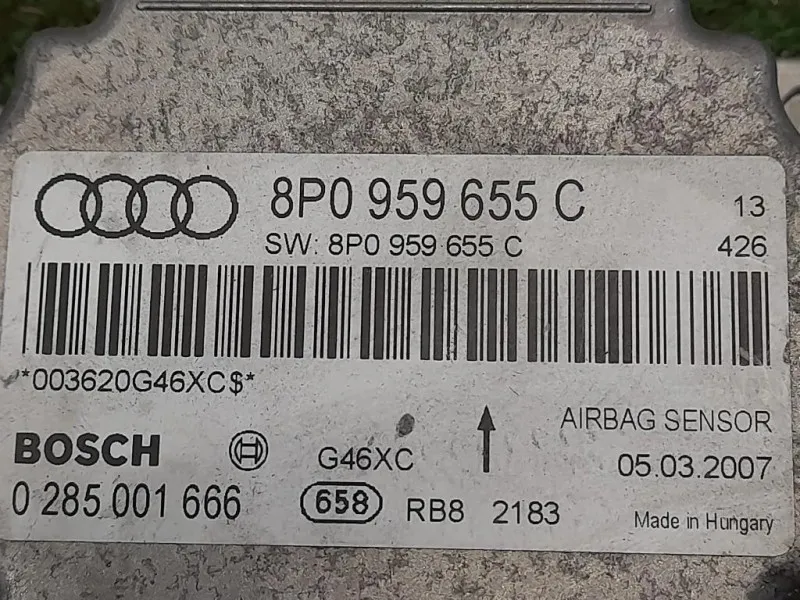 8P0 959 655 C 13
SW: 8P0 959 655 C 426
*003620G46XC$*
AIRBAG SENSOR
BOSCH G46XC 05.03.2007
0 285 001 666 658 RB8 2183 Made in Hungary